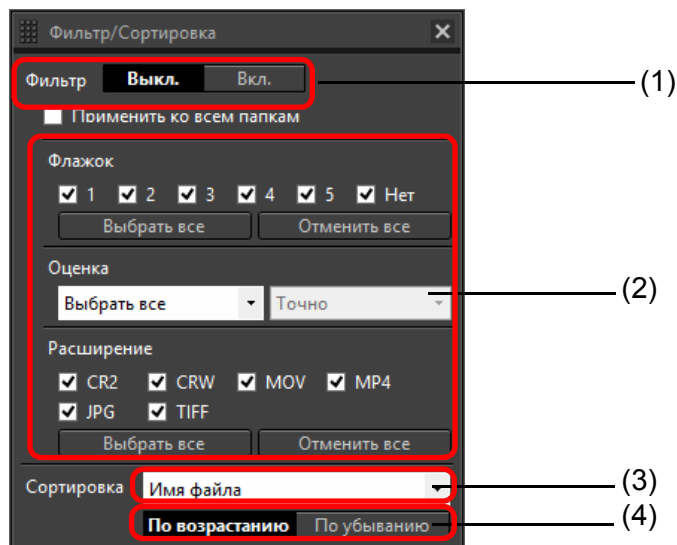 Фильтр/Сортировка
Фильтр Выкл. Вкл. (1)
Применить ко всем папкам
Флажок
1 2 3 4 5 Нет
Выбрать все Отменить все
Оценка
Выбрать все Точно (2)
Расширение
CR2 CRW MOV MP4
JPG TIFF
Выбрать все Отменить все
Сортировка Имя файла (3)
По возрастанию По убыванию (4)